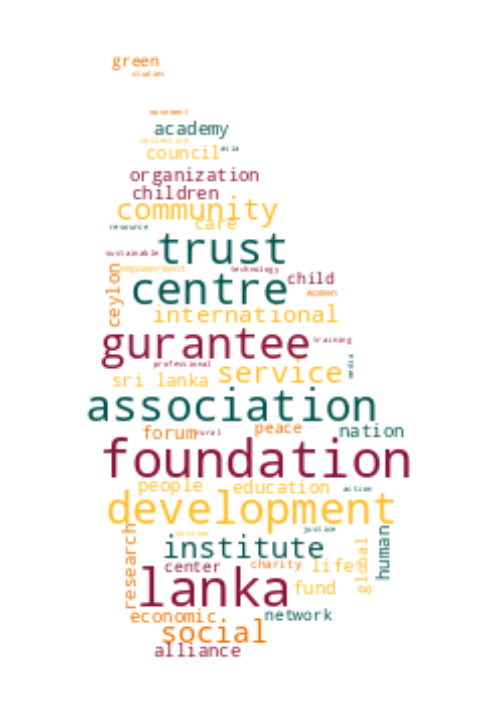 green
studies
movement
academy
collective
council asia
organization
children
community
resource care
trust
sustainable
empowerment technology
centre child
women
ceylon
international
gurantee training
professional
service media
sri lanka
association
forum rural peace nation
foundation
people education action
development
justice
institute
research
center charity life global human
lanka fund
economic. network
social
alliance